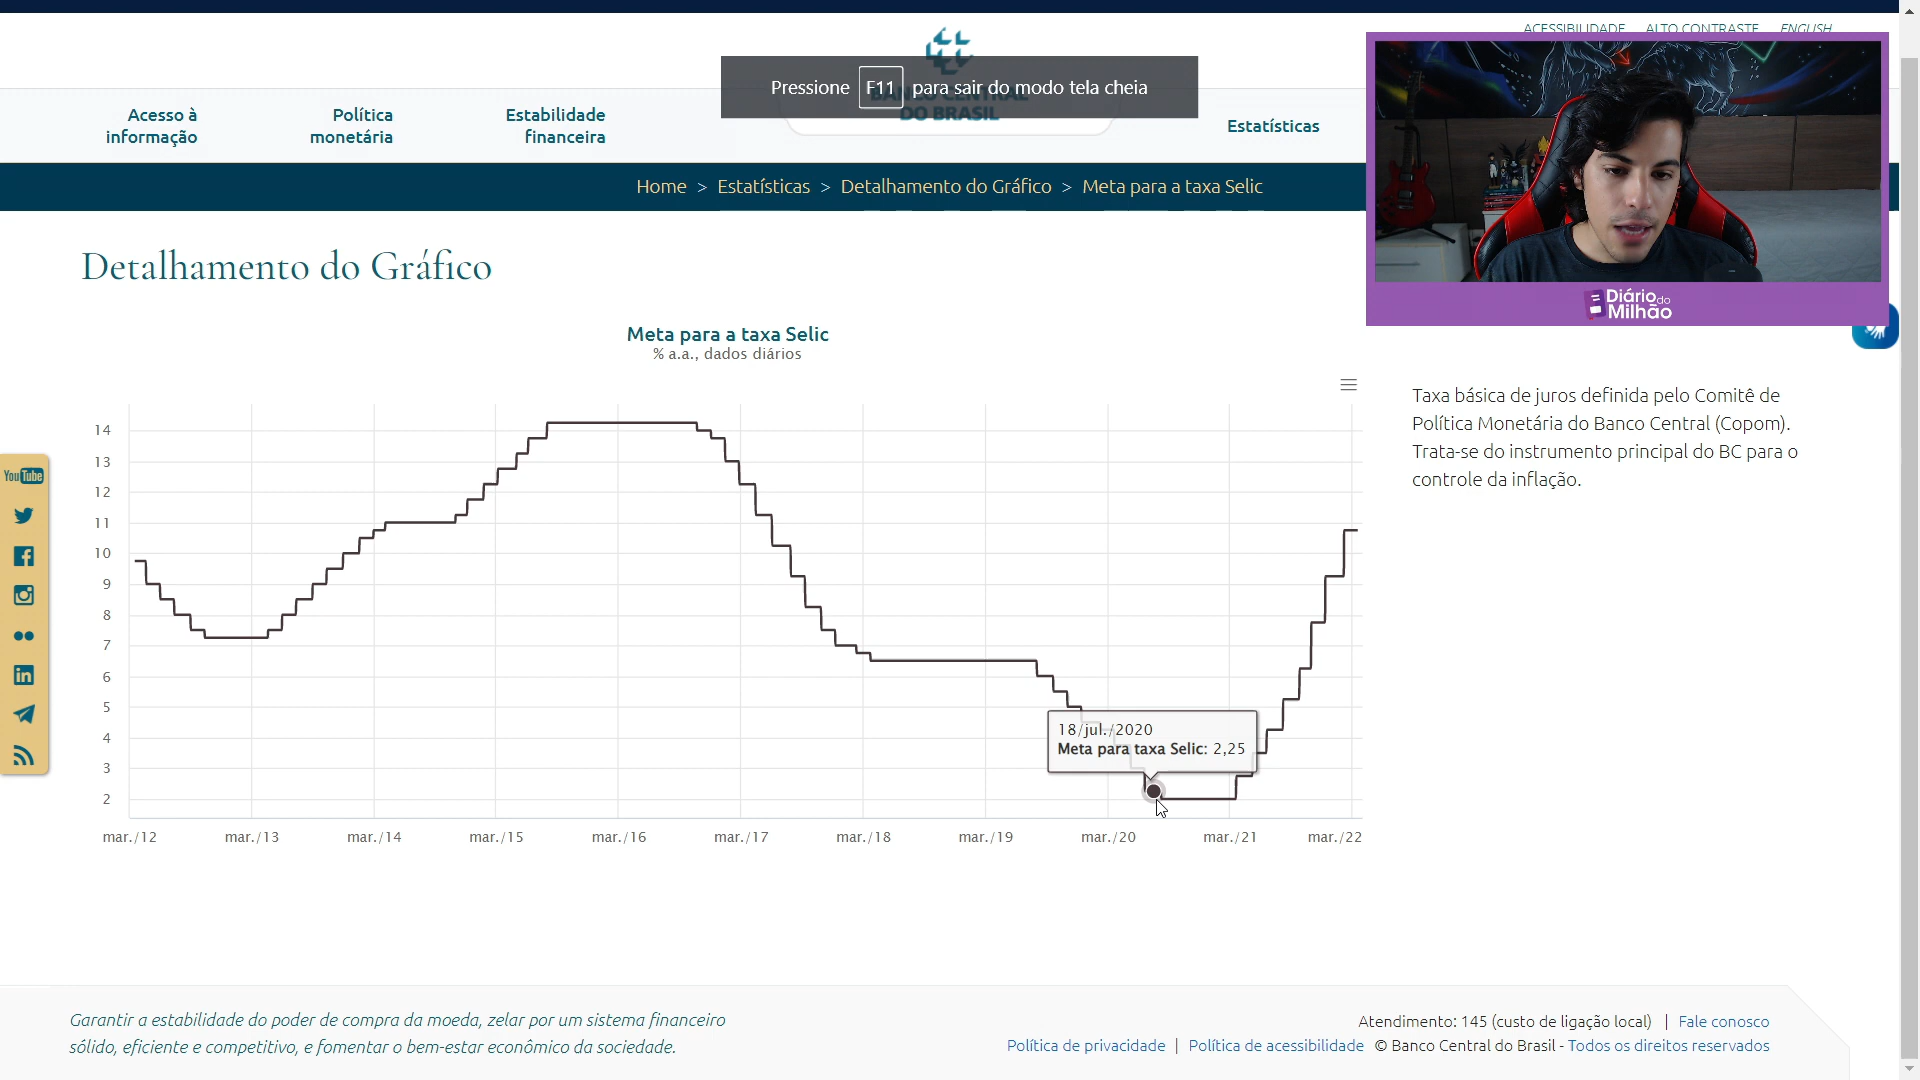 ACESSIBILIDADE ALTO CONTRASTE ENGLISH
Pressione F11 para sair do modo tela cheia
BANCO CENTRAL
DO BRASIL
Acesso à
informação
Política
monetária
Estabilidade
financeira
Estatísticas
Home > Estatísticas > Detalhamento do Gráfico > Meta para a taxa Selic
Diário do
Milhão
Detalhamento do Gráfico
Meta para a taxa Selic
% a.a., dados diários
14
13
12
11
10
9
8
7
6
5
4
3
2
18/jul./2020
Meta para taxa Selic: 2,25
mar./12 mar./13 mar./14 mar./15 mar./16 mar./17 mar./18 mar./19 mar./20 mar./21 mar./22
Taxa básica de juros definida pelo Comitê de
Política Monetária do Banco Central (Copom).
Trata-se do instrumento principal do BC para o
controle da inflação.
YouTube
Garantir a estabilidade do poder de compra da moeda, zelar por um sistema financeiro
sólido, eficiente e competitivo, e fomentar o bem-estar econômico da sociedade.
Atendimento: 145 (custo de ligação local) | Fale conosco
Política de privacidade | Política de acessibilidade © Banco Central do Brasil - Todos os direitos reservados